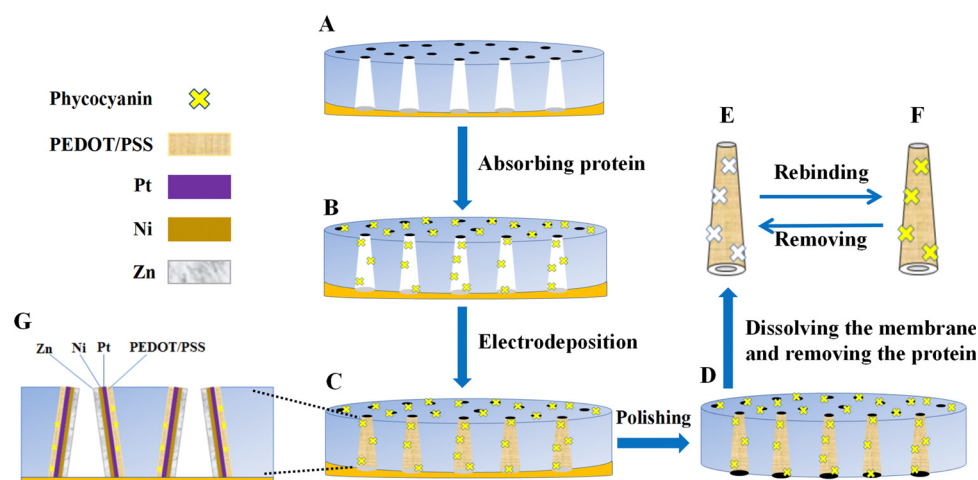 A
Phycocyanin
PEDOT/PSS
Pt
Ni
Zn
Absorbing protein
B
Electrodeposition
C
Polishing
D
Dissolving the membrane
and removing the protein
E
F
Rebinding
Removing
G
Zn
Ni
Pt
PEDOT/PSS